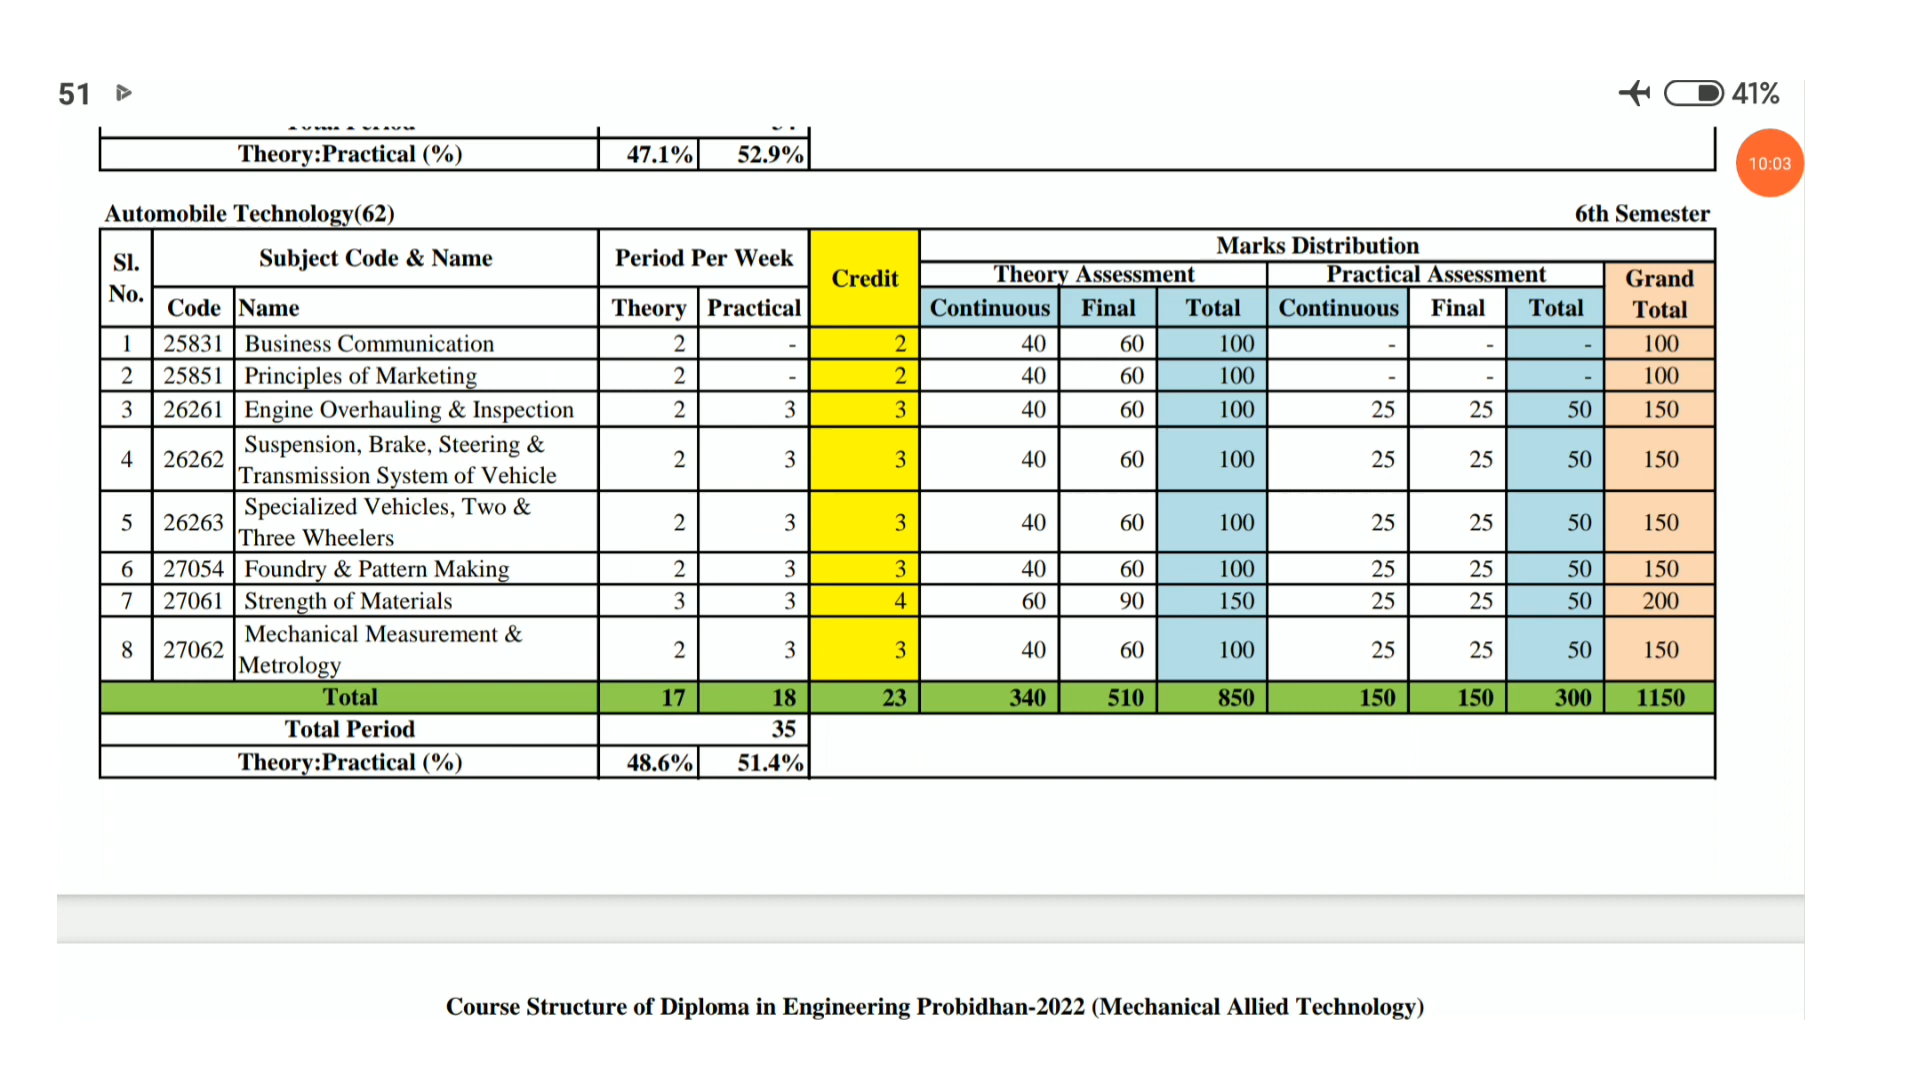 51 41%
10:03
Theory:Practical (%) 47.1% 52.9%
Automobile Technology(62) 6th Semester
Sl. No. Subject Code & Name Period Per Week Credit Marks Distribution
Theory Assessment Practical Assessment Grand Total
Code Name Theory Practical Continuous Final Total Continuous Final Total
1 25831 Business Communication 2 - 2 40 60 100 - - - 100
2 25851 Principles of Marketing 2 - 2 40 60 100 - - - 100
3 26261 Engine Overhauling & Inspection 2 3 3 40 60 100 25 25 50 150
4 26262 Suspension, Brake, Steering &
Transmission System of Vehicle 2 3 3 40 60 100 25 25 50 150
5 26263 Specialized Vehicles, Two &
Three Wheelers 2 3 3 40 60 100 25 25 50 150
6 27054 Foundry & Pattern Making 2 3 3 40 60 100 25 25 50 150
7 27061 Strength of Materials 3 3 4 60 90 150 25 25 50 200
8 27062 Mechanical Measurement &
Metrology 2 3 3 40 60 100 25 25 50 150
Total 17 18 23 340 510 850 150 150 300 1150
Total Period 35
Theory:Practical (%) 48.6% 51.4%
Course Structure of Diploma in Engineering Probidhan-2022 (Mechanical Allied Technology)